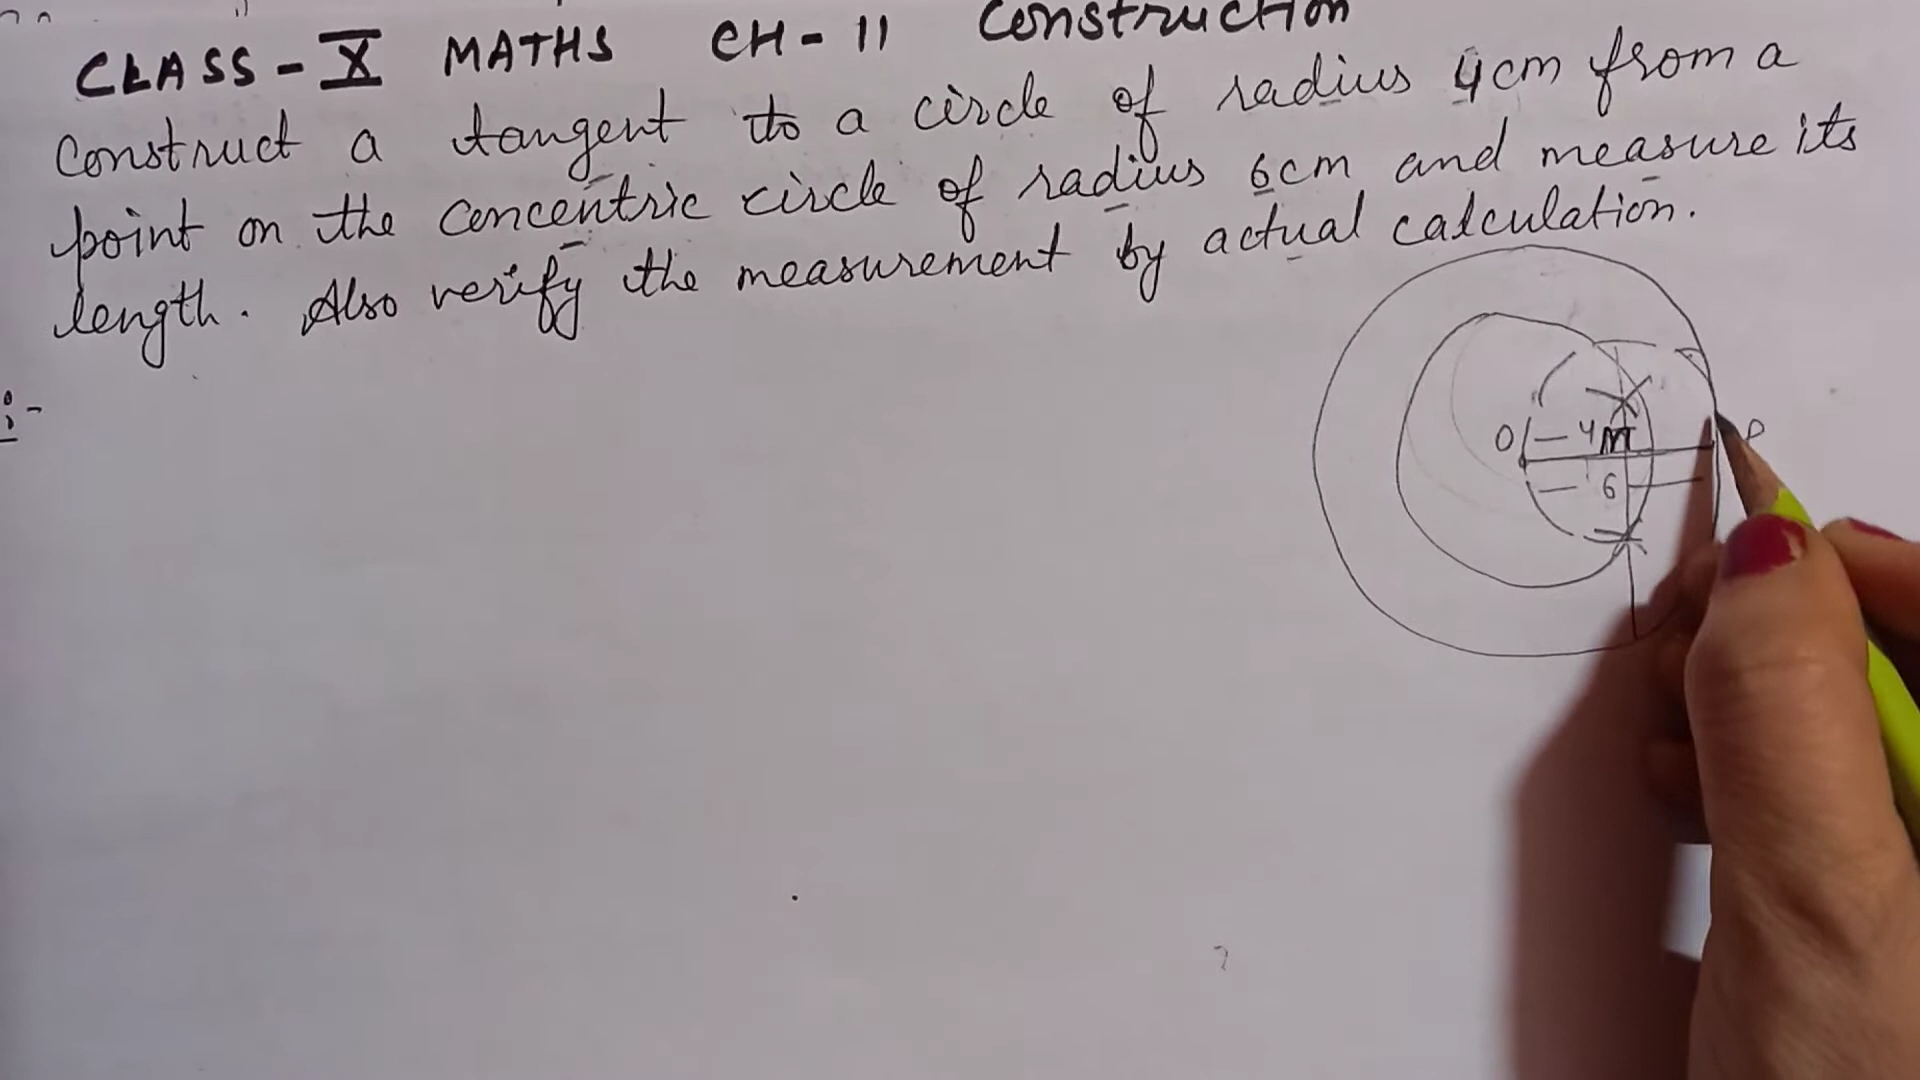 CLASS - X MATHS CH - 11 Construction
Construct a tangent to a circle of radius 4cm from a
point on the concentric circle of radius 6cm and measure its
length. Also verify the measurement by actual calculation.
:-
O 4 M P
6